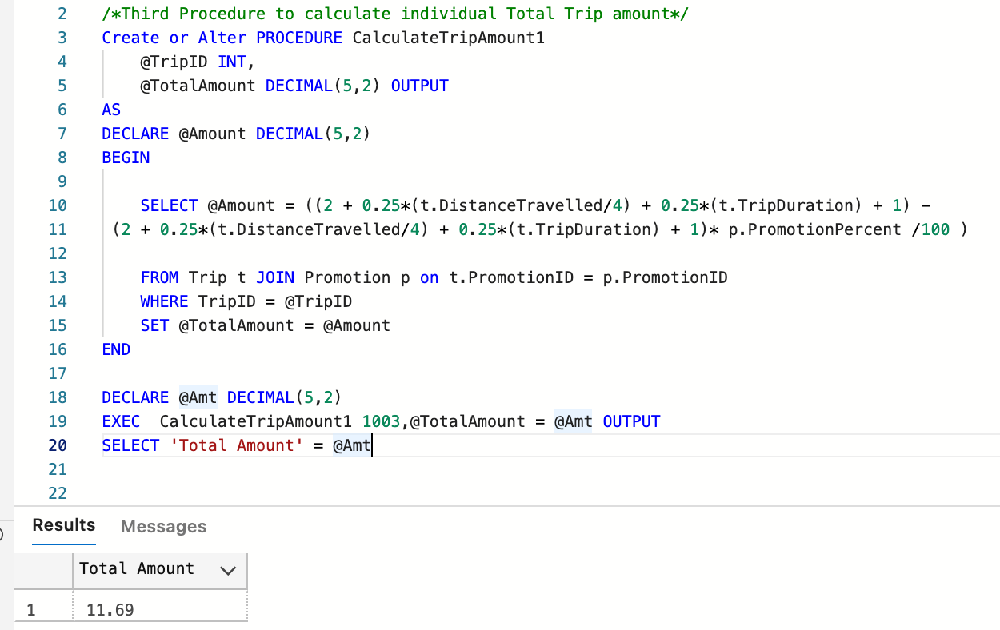 2 /*Third Procedure to calculate individual Total Trip amount*/
3 Create or Alter PROCEDURE CalculateTripAmount1
4 @TripID INT,
5 @TotalAmount DECIMAL(5,2) OUTPUT
6 AS
7 DECLARE @Amount DECIMAL(5,2)
8 BEGIN
9
10 SELECT @Amount = ((2 + 0.25*(t.DistanceTravelled/4) + 0.25*(t.TripDuration) + 1) -
11 (2 + 0.25*(t.DistanceTravelled/4) + 0.25*(t.TripDuration) + 1)* p.PromotionPercent /100 )
12
13 FROM Trip t JOIN Promotion p on t.PromotionID = p.PromotionID
14 WHERE TripID = @TripID
15 SET @TotalAmount = @Amount
16 END
17
18 DECLARE @Amt DECIMAL(5,2)
19 EXEC  CalculateTripAmount1 1003,@TotalAmount = @Amt OUTPUT
20 SELECT 'Total Amount' = @Amt
21
22
Results Messages
Total Amount
1 11.69